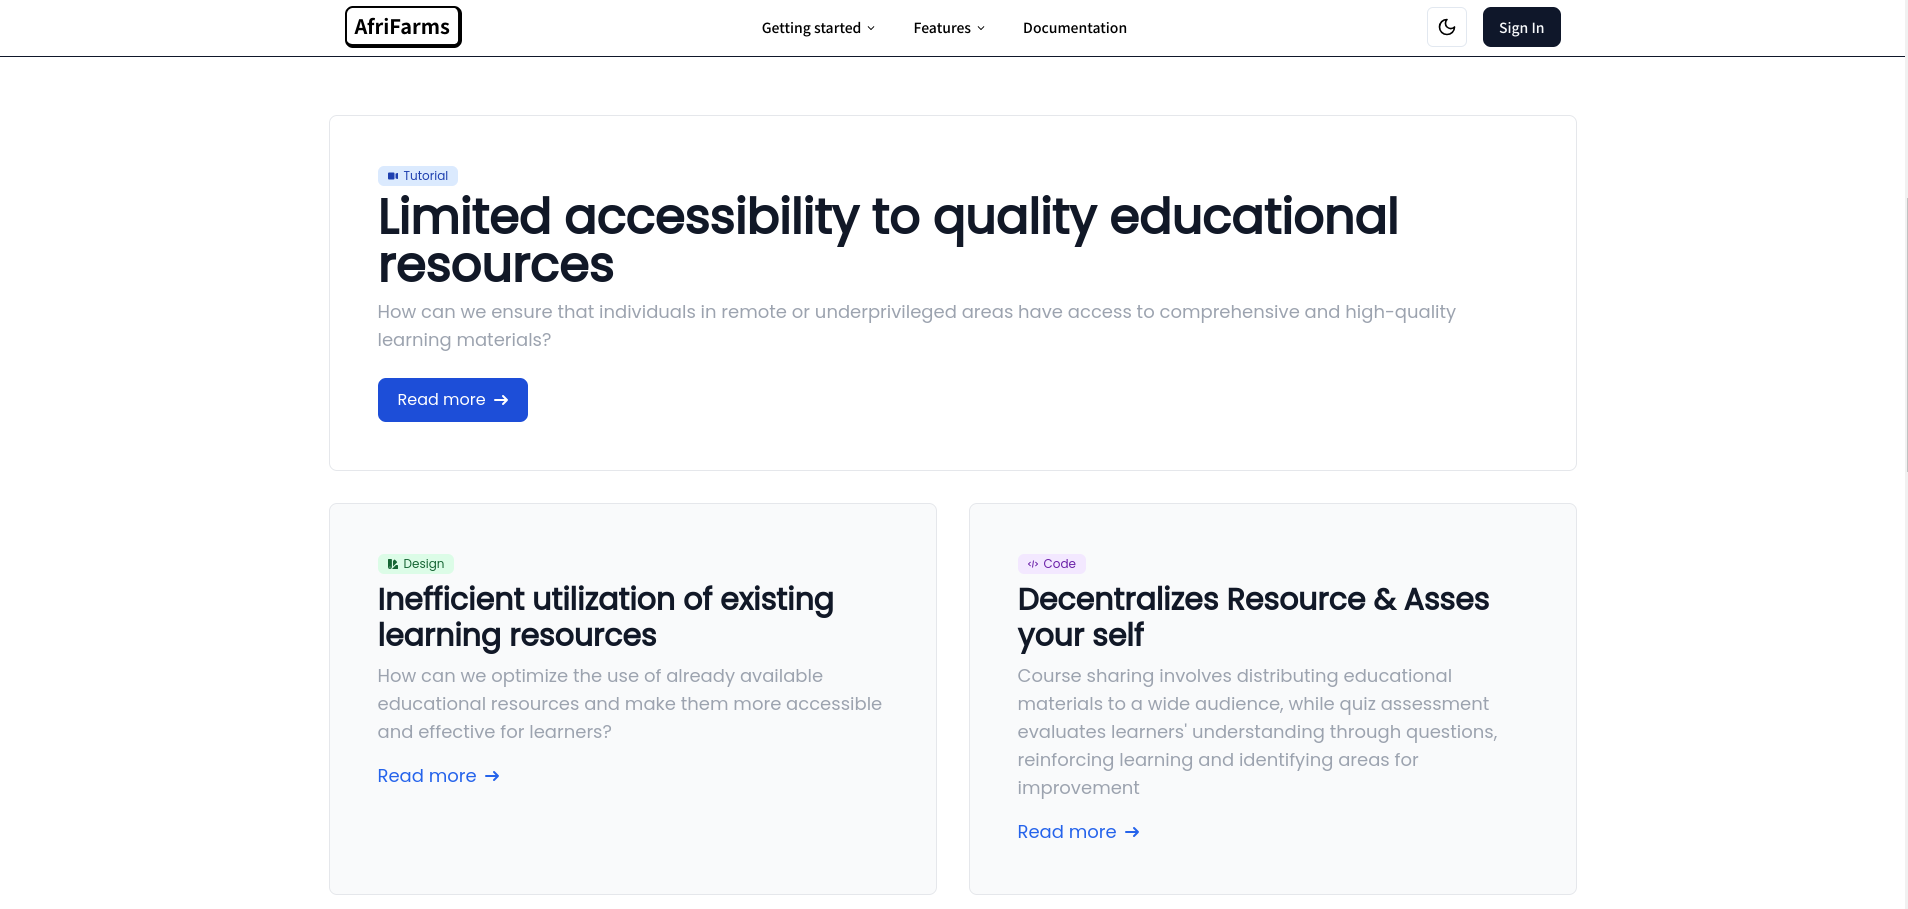 AfriFarms
Getting started
Features
Documentation
Sign In
Tutorial
Limited accessibility to quality educational
resources
How can we ensure that individuals in remote or underprivileged areas have access to comprehensive and high-quality
learning materials?
Read more
Design
Inefficient utilization of existing
learning resources
How can we optimize the use of already available
educational resources and make them more accessible
and effective for learners?
Read more
Code
Decentralizes Resource & Asses
your self
Course sharing involves distributing educational
materials to a wide audience, while quiz assessment
evaluates learners' understanding through questions,
reinforcing learning and identifying areas for
improvement
Read more